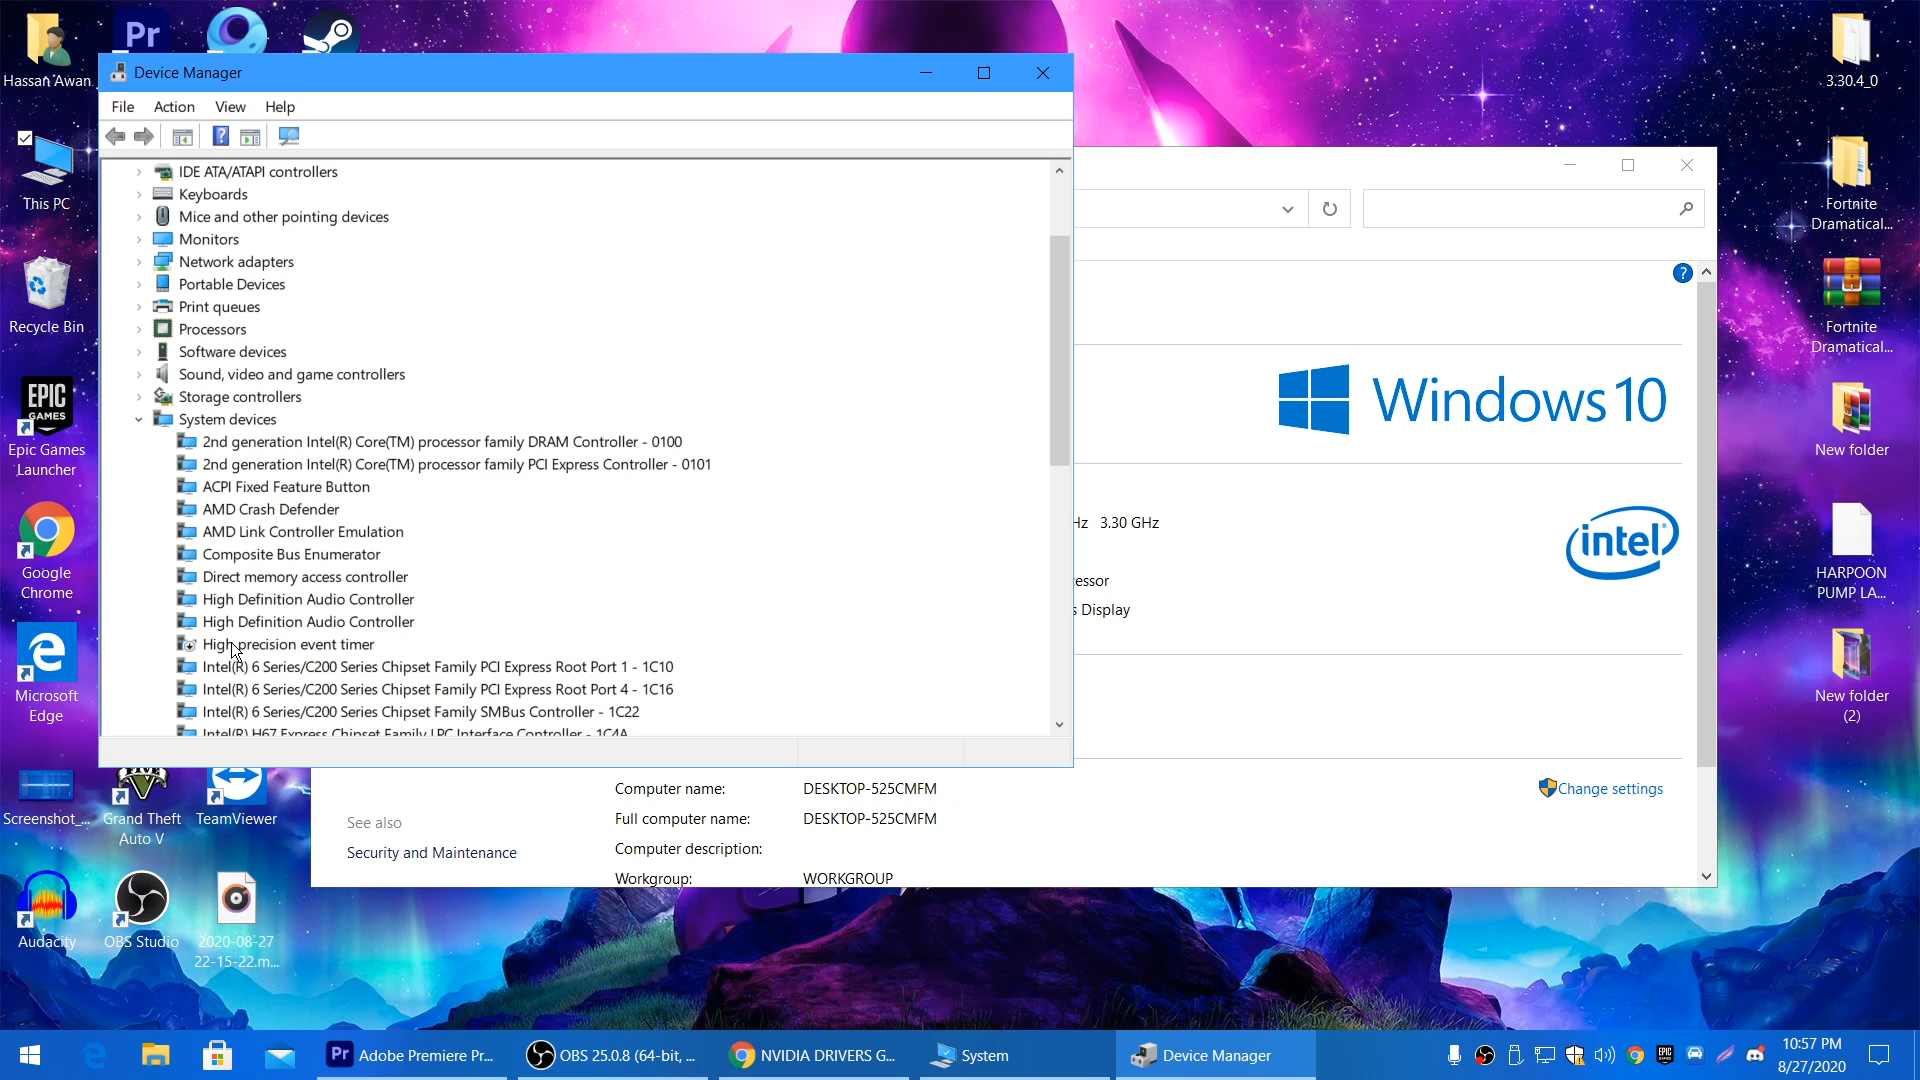 Hassan Awan
Pr
3.30.4_0
Device Manager
File Action View Help
This PC
IDE ATA/ATAPI controllers
Keyboards
Mice and other pointing devices
Monitors
Network adapters
Portable Devices
Print queues
Processors
Software devices
Sound, video and game controllers
Storage controllers
System devices
2nd generation Intel(R) Core(TM) processor family DRAM Controller - 0100
2nd generation Intel(R) Core(TM) processor family PCI Express Controller - 0101
ACPI Fixed Feature Button
AMD Crash Defender
AMD Link Controller Emulation
Composite Bus Enumerator
Direct memory access controller
High Definition Audio Controller
High Definition Audio Controller
High precision event timer
Intel(R) 6 Series/C200 Series Chipset Family PCI Express Root Port 1 - 1C10
Intel(R) 6 Series/C200 Series Chipset Family PCI Express Root Port 4 - 1C16
Intel(R) 6 Series/C200 Series Chipset Family SMBus Controller - 1C22
Intel(R) H67 Express Chipset Family LPC Interface Controller - 1C4A
Recycle Bin
EPIC
GAMES
Epic Games
Launcher
Google
Chrome
Microsoft
Edge
Screenshot_...
Grand Theft
Auto V
TeamViewer
Audacity
OBS Studio
2020-08-27
22-15-22.m...
?
Windows 10
Hz 3.30 GHz
intel
essor
s Display
Computer name: DESKTOP-525CMFM
Change settings
Full computer name: DESKTOP-525CMFM
Computer description:
Workgroup: WORKGROUP
See also
Security and Maintenance
Fortnite
Dramatical...
Fortnite
Dramatical...
New folder
HARPOON
PUMP LA...
New folder
(2)
Pr Adobe Premiere Pr...
OBS 25.0.8 (64-bit, ...
NVIDIA DRIVERS G...
System
Device Manager
10:57 PM
8/27/2020